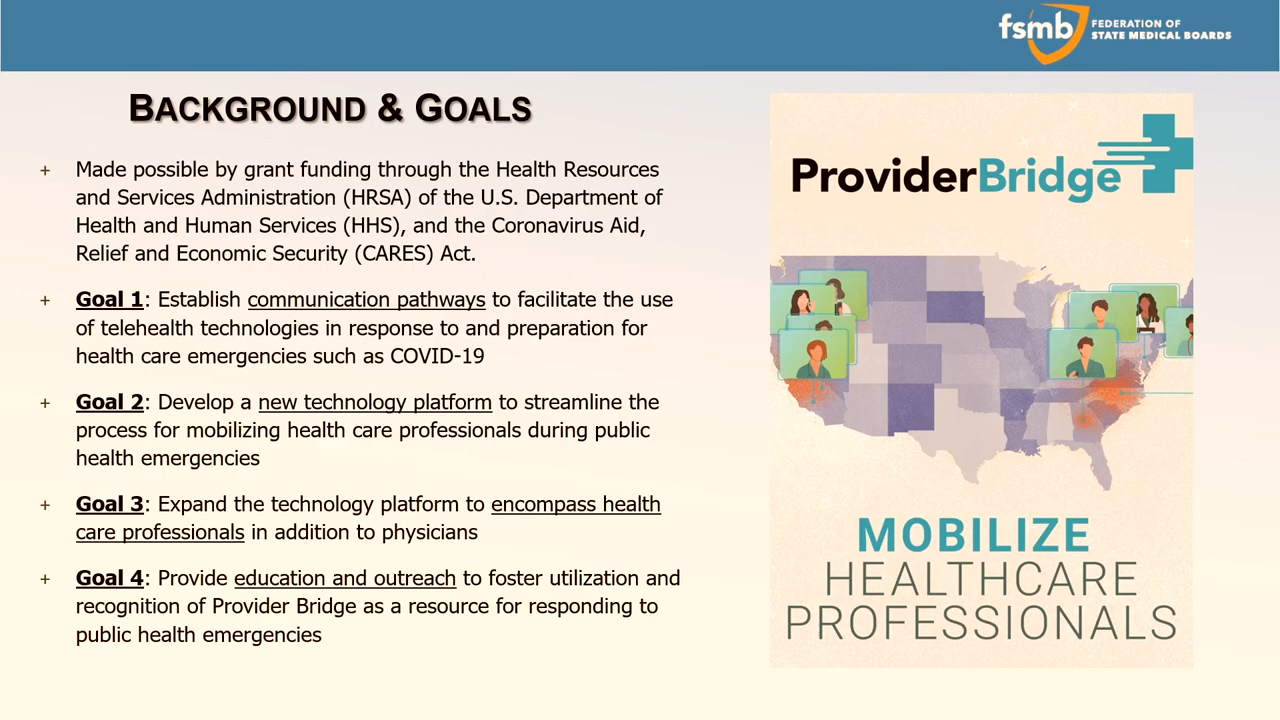 fsmb
FEDERATION OF
STATE MEDICAL BOARDS
BACKGROUND & GOALS
+ Made possible by grant funding through the Health Resources
and Services Administration (HRSA) of the U.S. Department of
Health and Human Services (HHS), and the Coronavirus Aid,
Relief and Economic Security (CARES) Act.
+ Goal 1: Establish communication pathways to facilitate the use
of telehealth technologies in response to and preparation for
health care emergencies such as COVID-19
+ Goal 2: Develop a new technology platform to streamline the
process for mobilizing health care professionals during public
health emergencies
+ Goal 3: Expand the technology platform to encompass health
care professionals in addition to physicians
+ Goal 4: Provide education and outreach to foster utilization and
recognition of Provider Bridge as a resource for responding to
public health emergencies
ProviderBridge
MOBILIZE
HEALTHCARE
PROFESSIONALS